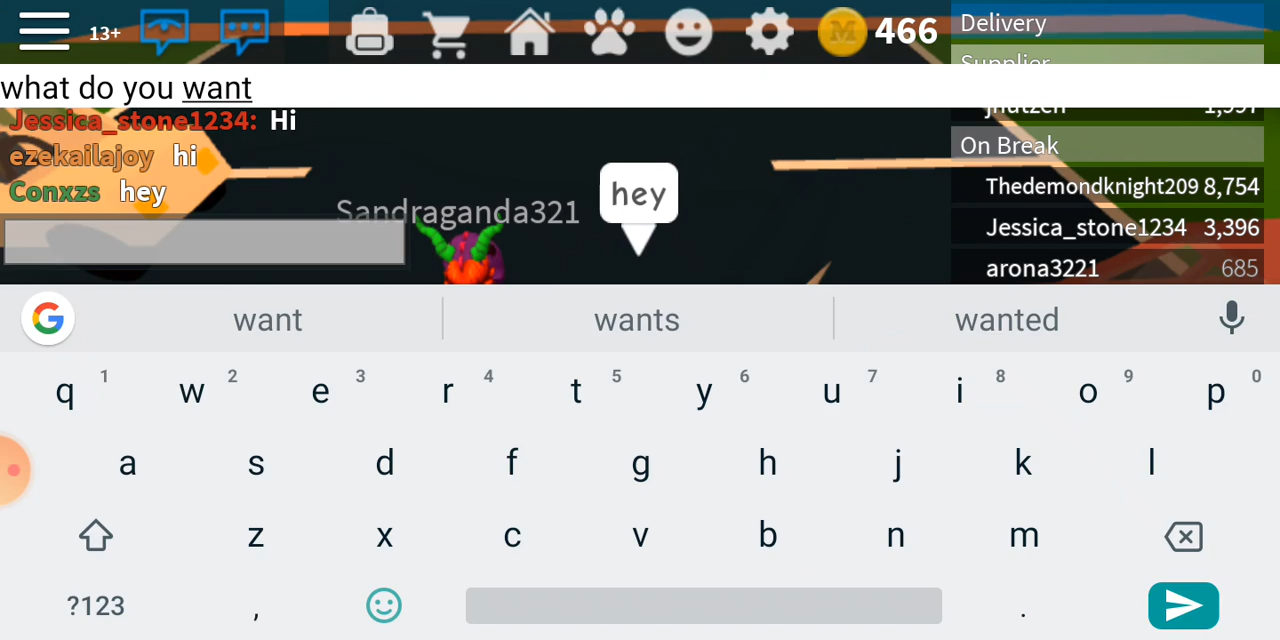 13+
466
Delivery
Supplier
what do you want
Jessica_stone1234: Hi
ezekailajoy hi
Conxzs hey
Sandraganda321
hey
On Break
Thedemondknight209 8,754
Jessica_stone1234 3,396
arona3221 685
want wants wanted
q 1 w 2 e 3 r 4 t 5 y 6 u 7 i 8 o 9 p 0
a s d f g h j k l
z x c v b n m
?123 , .